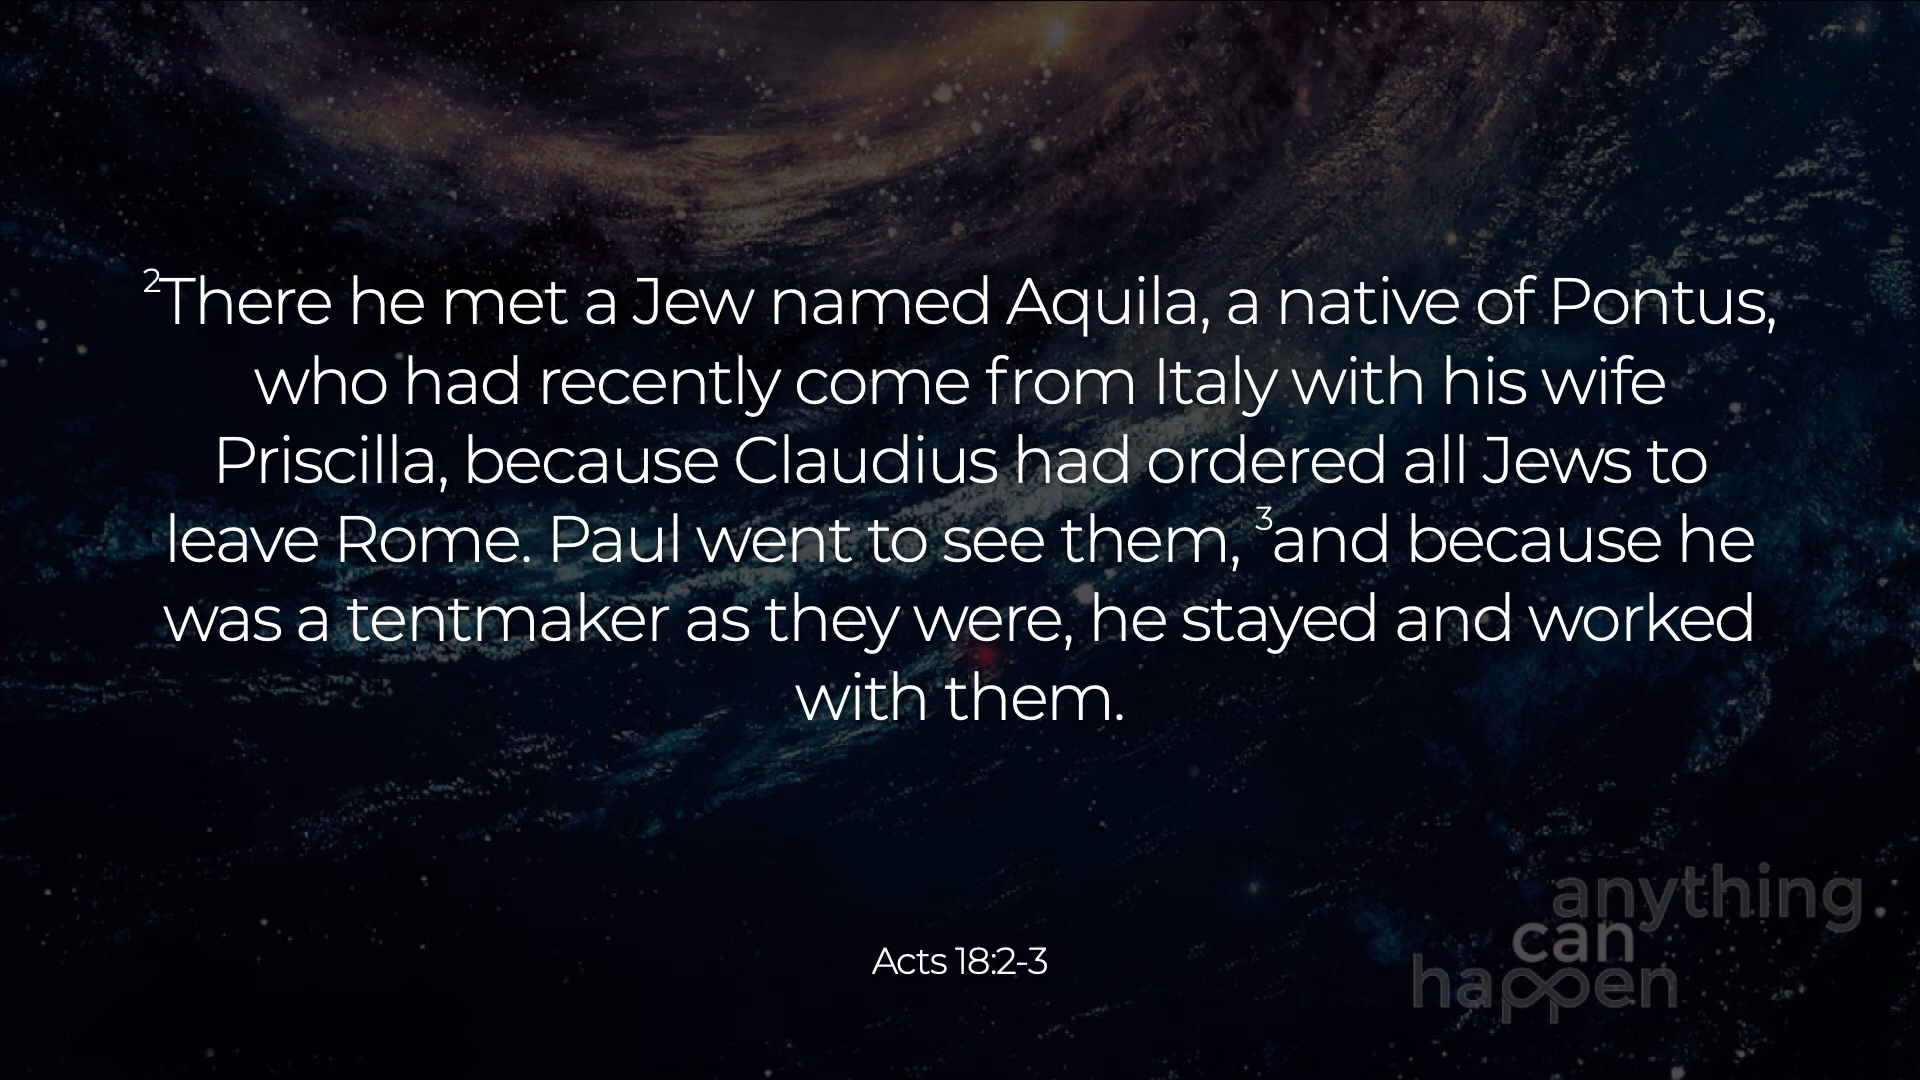 ²There he met a Jew named Aquila, a native of Pontus,
who had recently come from Italy with his wife
Priscilla, because Claudius had ordered all Jews to
leave Rome. Paul went to see them, ³and because he
was a tentmaker as they were, he stayed and worked
with them.
Acts 18:2-3
anything
can
happen